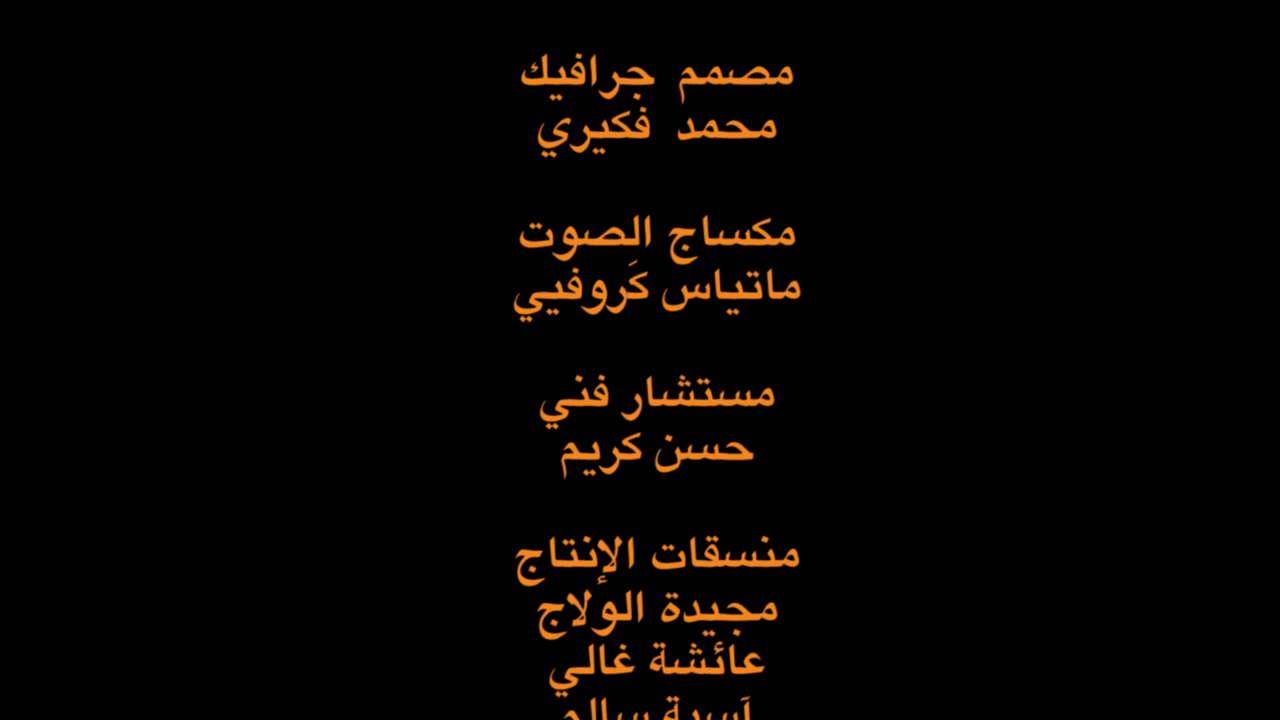 مصمم جرافيك
محمد فكيري
مكساج الصوت
ماتياس كَروفيي
مستشار فني
حسن كريم
منسقات الإنتاج
مجيدة الولاج
عائشة غالي